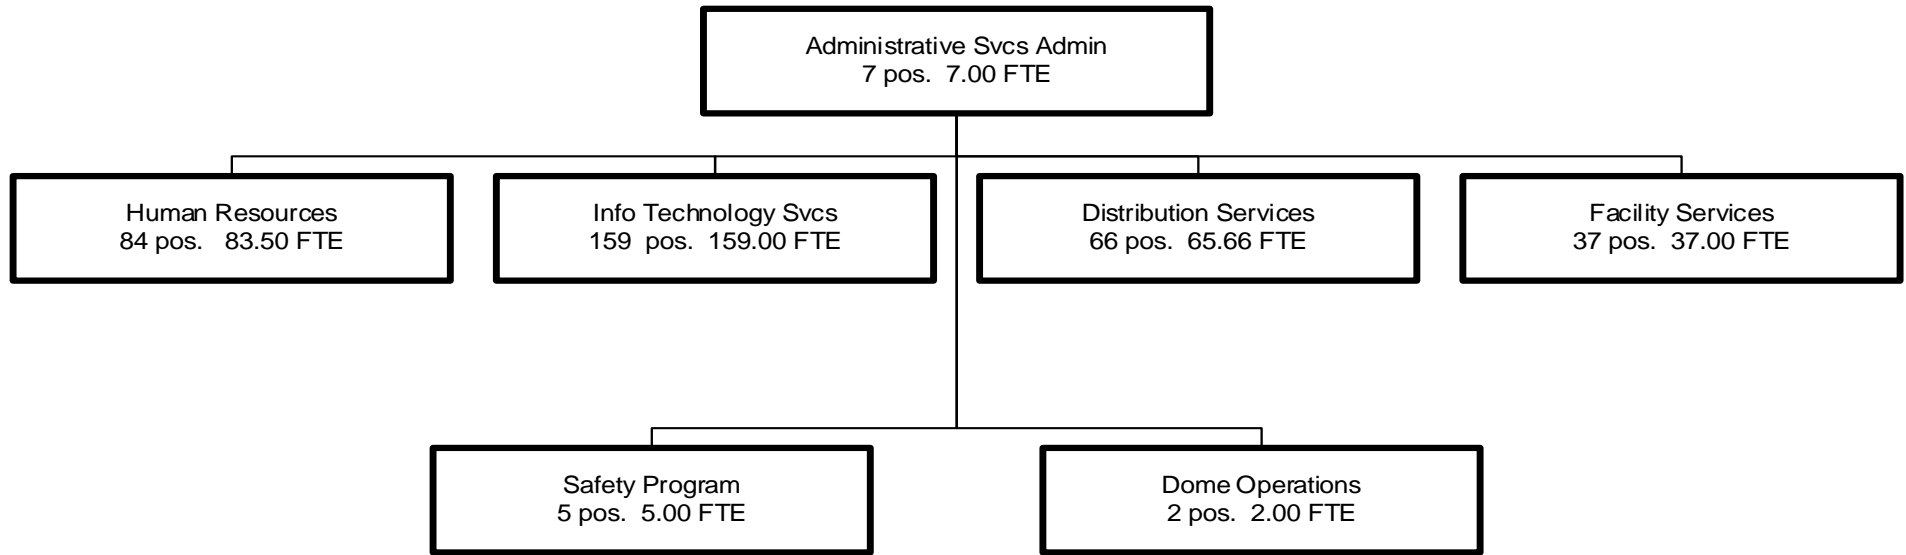 Administrative Svcs Admin
7 pos.  7.00 FTE
Human Resources
84 pos.   83.50 FTE
Info Technology Svcs
159  pos.  159.00 FTE
Distribution Services
66 pos.  65.66 FTE
Facility Services
37 pos.  37.00 FTE
Safety Program
5 pos.  5.00 FTE
Dome Operations
2 pos.  2.00 FTE